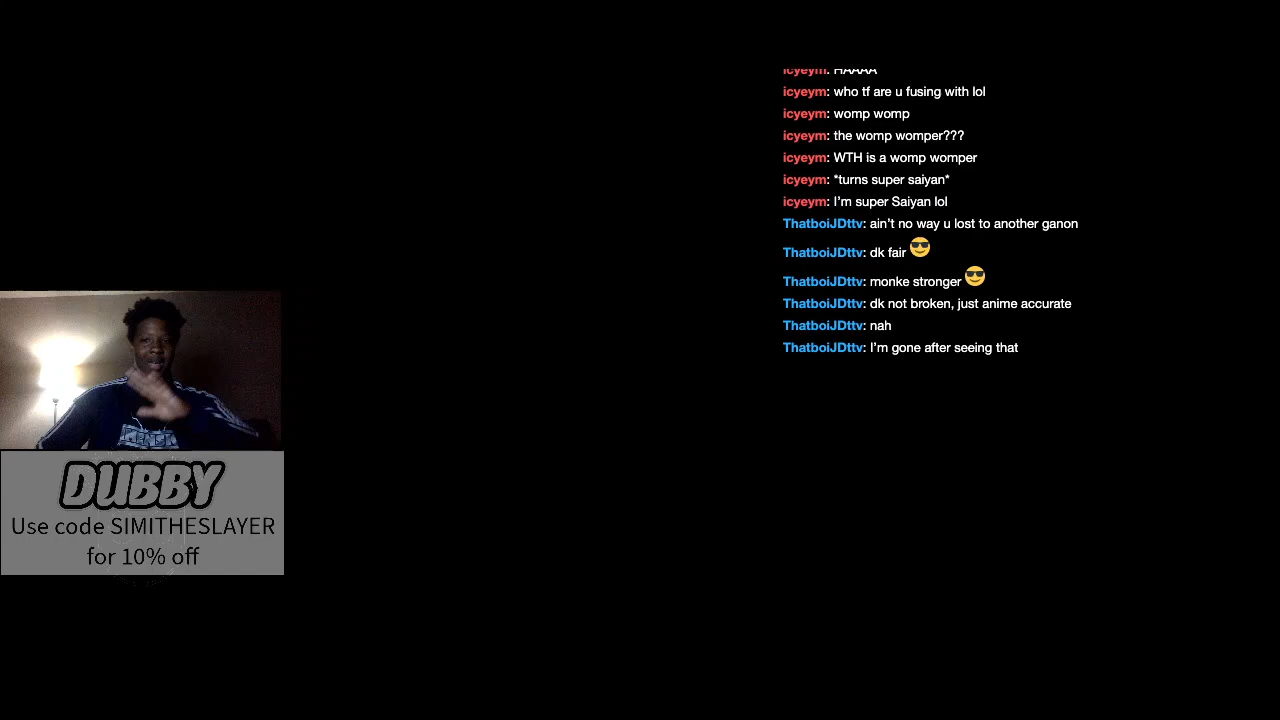 icyeym: HAAAA
icyeym: who tf are u fusing with lol
icyeym: womp womp
icyeym: the womp womper???
icyeym: WTH is a womp womper
icyeym: *turns super saiyan*
icyeym: I’m super Saiyan lol
ThatboiJDttv: ain’t no way u lost to another ganon
ThatboiJDttv: dk fair 😎
ThatboiJDttv: monke stronger 😎
ThatboiJDttv: dk not broken, just anime accurate
ThatboiJDttv: nah
ThatboiJDttv: I’m gone after seeing that
DUBBY
Use code SIMITHESLAYER
for 10% off